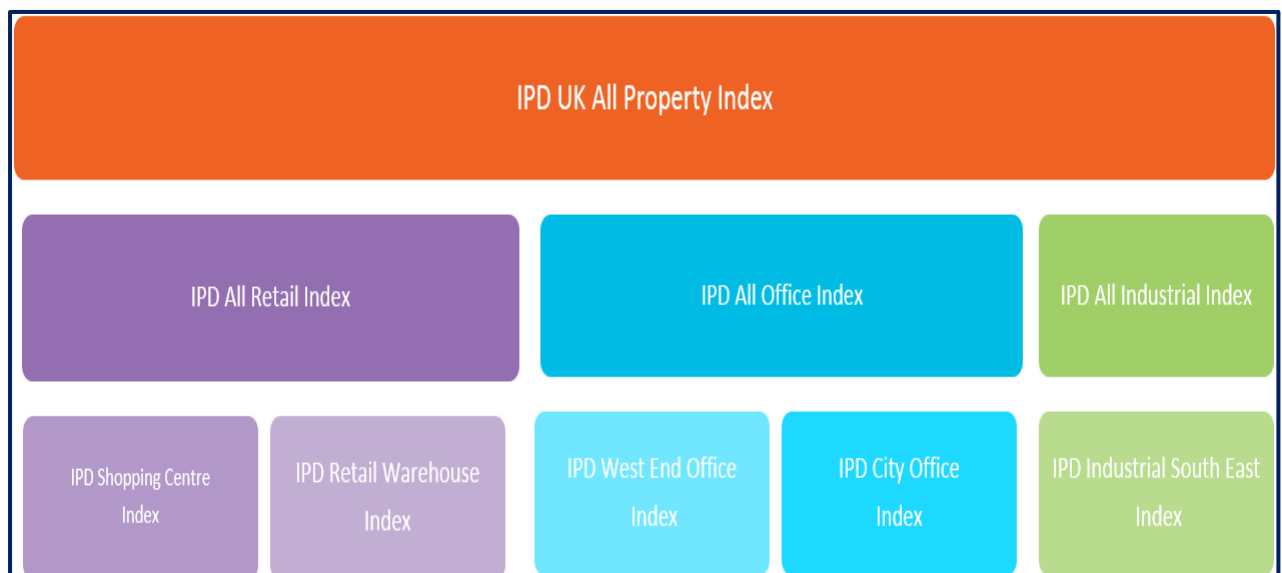 IPD UK All Property Index
IPD All Retail Index
IPD All Office Index
IPD All Industrial Index
IPD Shopping Centre
Index
IPD Retail Warehouse
Index
IPD West End Office
Index
IPD City Office
Index
IPD Industrial South East
Index